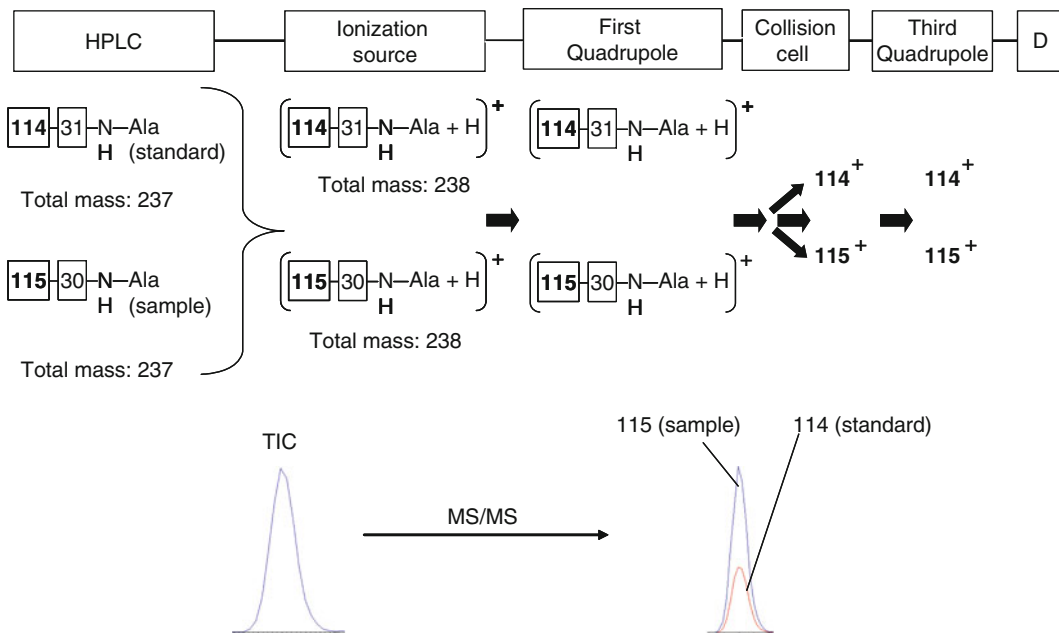 HPLC
Ionization
source
First
Quadrupole
Collision
cell
Third
Quadrupole
D
114 31 N Ala
H (standard)
Total mass: 237
115 30 N Ala
H (sample)
Total mass: 237
114 31 N Ala + H +
H
Total mass: 238
115 30 N Ala + H +
H
Total mass: 238
114 31 N Ala + H +
H
115 30 N Ala + H +
H
114+
115+
114+
115+
TIC
MS/MS
115 (sample)
114 (standard)